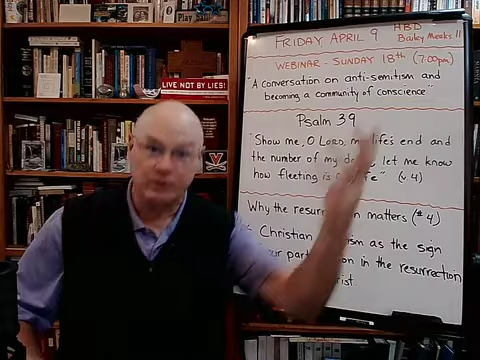 FRIDAY APRIL 9
HBD
Bailey Meeks!!
WEBINAR - SUNDAY 18th (7:00pm)
"A conversation on anti-semitism and
becoming a community of conscience"
Psalm 39
"Show me, O LORD, my life's end and
the number of my let me know
how fleeting is" (v. 4)
Why the matters (#4)
Christian as the sign
in the resurrection
LIVE NOT BY LIES!
Play